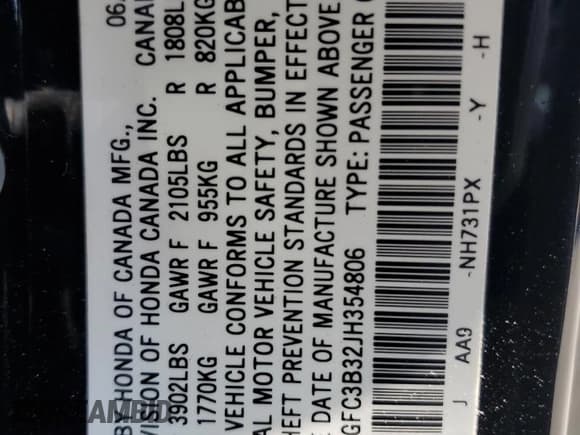 06
BY HONDA OF CANADA MFG.,
VISION OF HONDA CANADA INC. CANAD
3902LBS GAWR F 2105LBS R 1808L
1770KG GAWR F 955KG R 820KG
VEHICLE CONFORMS TO ALL APPLICAB
AL MOTOR VEHICLE SAFETY, BUMPER,
HEFT PREVENTION STANDARDS IN EFFECT
E DATE OF MANUFACTURE SHOWN ABOVE
GFC3B32JH354806 TYPE: PASSENGER
J AA9 -NH731PX -Y -H